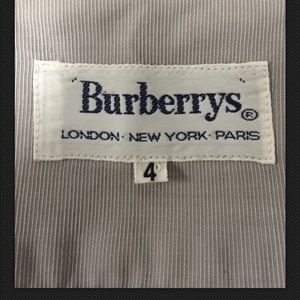 Burberrys®
LONDON · NEW YORK · PARIS
4